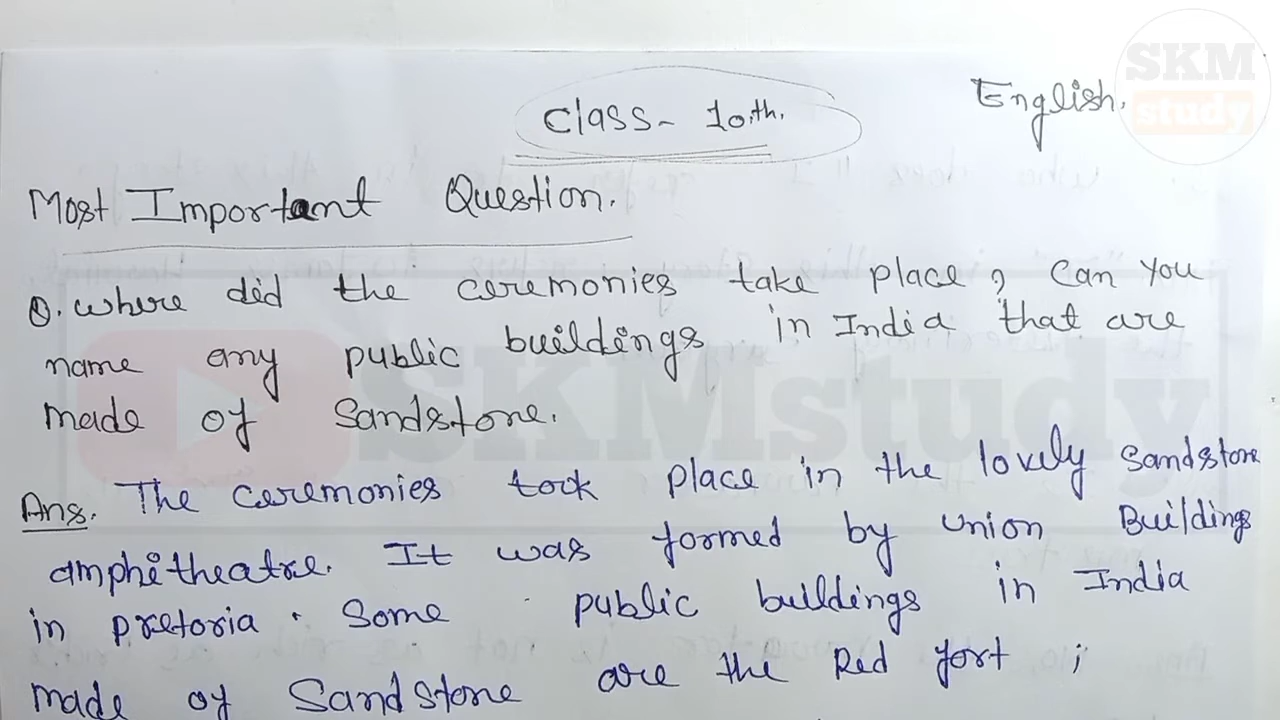 SKM
study
Class- 10th.
English.
Most Important Question.
Q. where did the ceremonies take place, Can You
name any public buildings in India that are
made of Sandstone.
Ans. The ceremonies took place in the lovely Sandstone
amphitheatre. It was formed by union Buildings
in pretoria. Some public buildings in India
made of Sandstone are the Red fort ,
SKMstudy